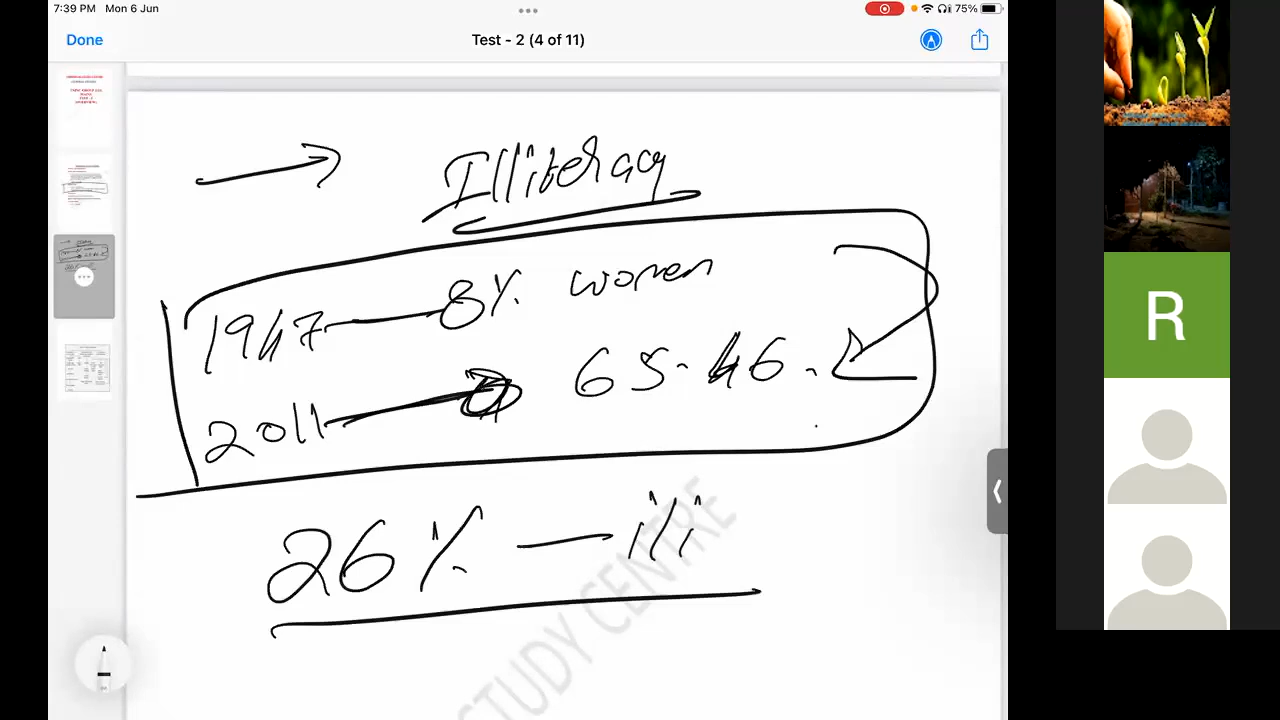 7:39 PM Mon 6 Jun
75%
Done
Test - 2 (4 of 11)
→ Illiteracy
1947 — 8% women
2011 → 65.46.
26% — illi
STUDY CENTRE
R